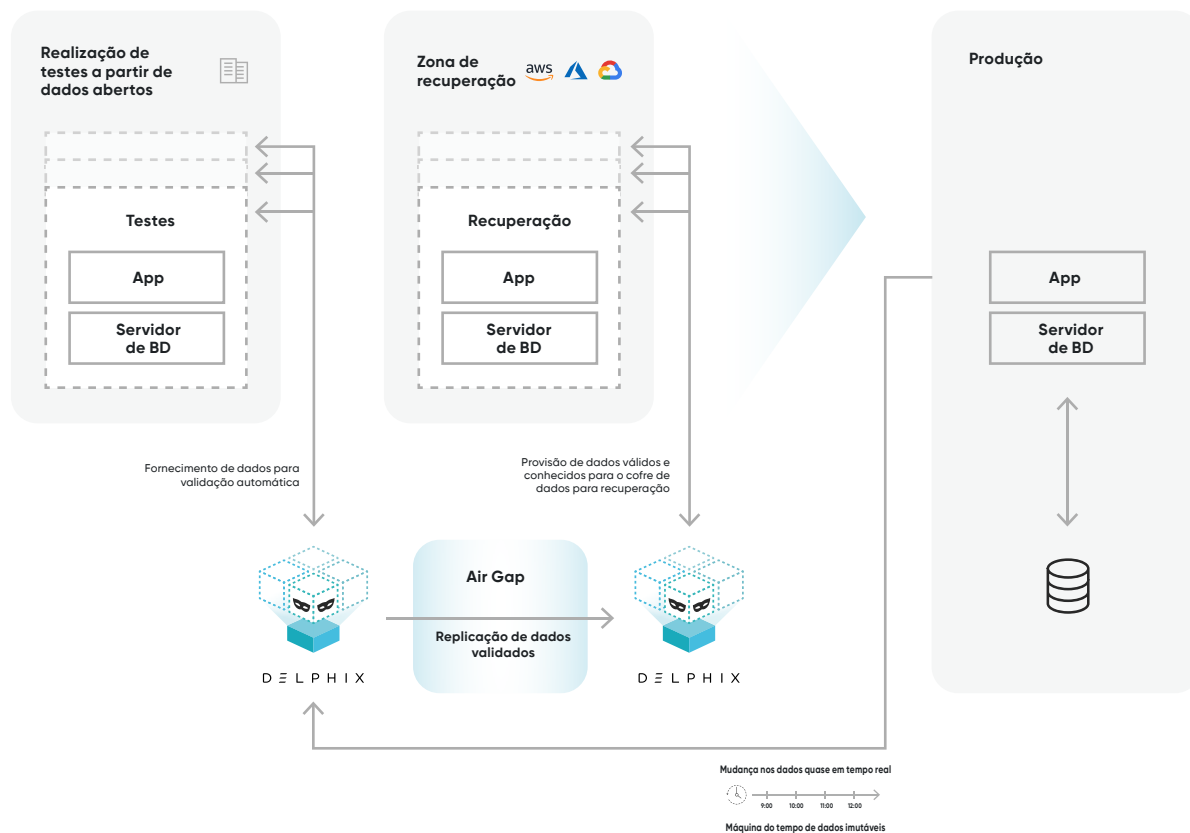 Realização de
testes a partir de
dados abertos
Testes
App
Servidor
de BD
Zona de
recuperação
aws
Recuperação
App
Servidor
de BD
Produção
App
Servidor
de BD
Fornecimento de dados para
validação automática
Provisão de dados válidos e
conhecidos para o cofre de
dados para recuperação
DELPHIX
Air Gap
Replicação de dados
validados
DELPHIX
Mudança nos dados quase em tempo real
9:00 10:00 11:00 12:00
Máquina do tempo de dados imutáveis